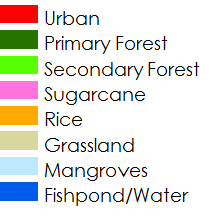 Urban
Primary Forest
Secondary Forest
Sugarcane
Rice
Grassland
Mangroves
Fishpond/Water